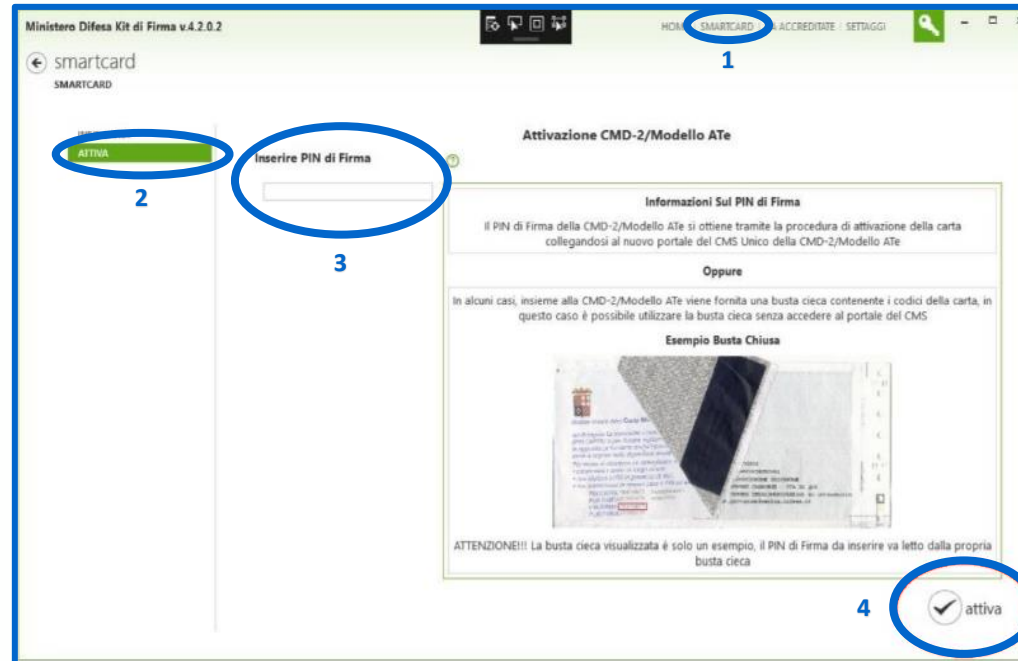 Ministero Difesa Kit di Firma v.4.2.0.2
HOME SMARTCARD ACCREDITATE SETTAGGI
1
smartcard
SMARTCARD
ATTIVA
2
Attivazione CMD-2/Modello ATe
Inserire PIN di Firma
3
Informazioni Sul PIN di Firma
Il PIN di Firma della CMD-2/Modello ATe si ottiene tramite la procedura di attivazione della carta
collegandosi al nuovo portale del CMS Unico della CMD-2/Modello ATe
Oppure
In alcuni casi, insieme alla CMD-2/Modello ATe viene fornita una busta cieca contenente i codici della carta, in
questo caso è possibile utilizzare la busta cieca senza accedere al portale del CMS
Esempio Busta Chiusa
ATTENZIONE!!! La busta cieca visualizzata è solo un esempio, il PIN di Firma da inserire va letto dalla propria
busta cieca
4
attiva